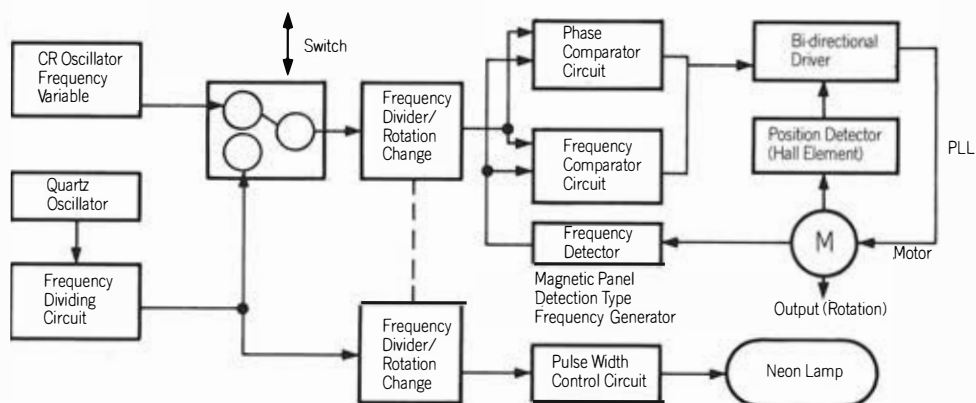 CR Oscillator
Frequency
Variable
Switch
Frequency
Divider/
Rotation
Change
Phase
Comparator
Circuit
Bi-directional
Driver
Frequency
Comparator
Circuit
Position Detector
(Hall Element)
PLL
Quartz
Oscillator
Frequency
Detector
M
Motor
Magnetic Panel
Detection Type
Frequency Generator
Output (Rotation)
Frequency
Dividing
Circuit
Frequency
Divider/
Rotation
Change
Pulse Width
Control Circuit
Neon Lamp